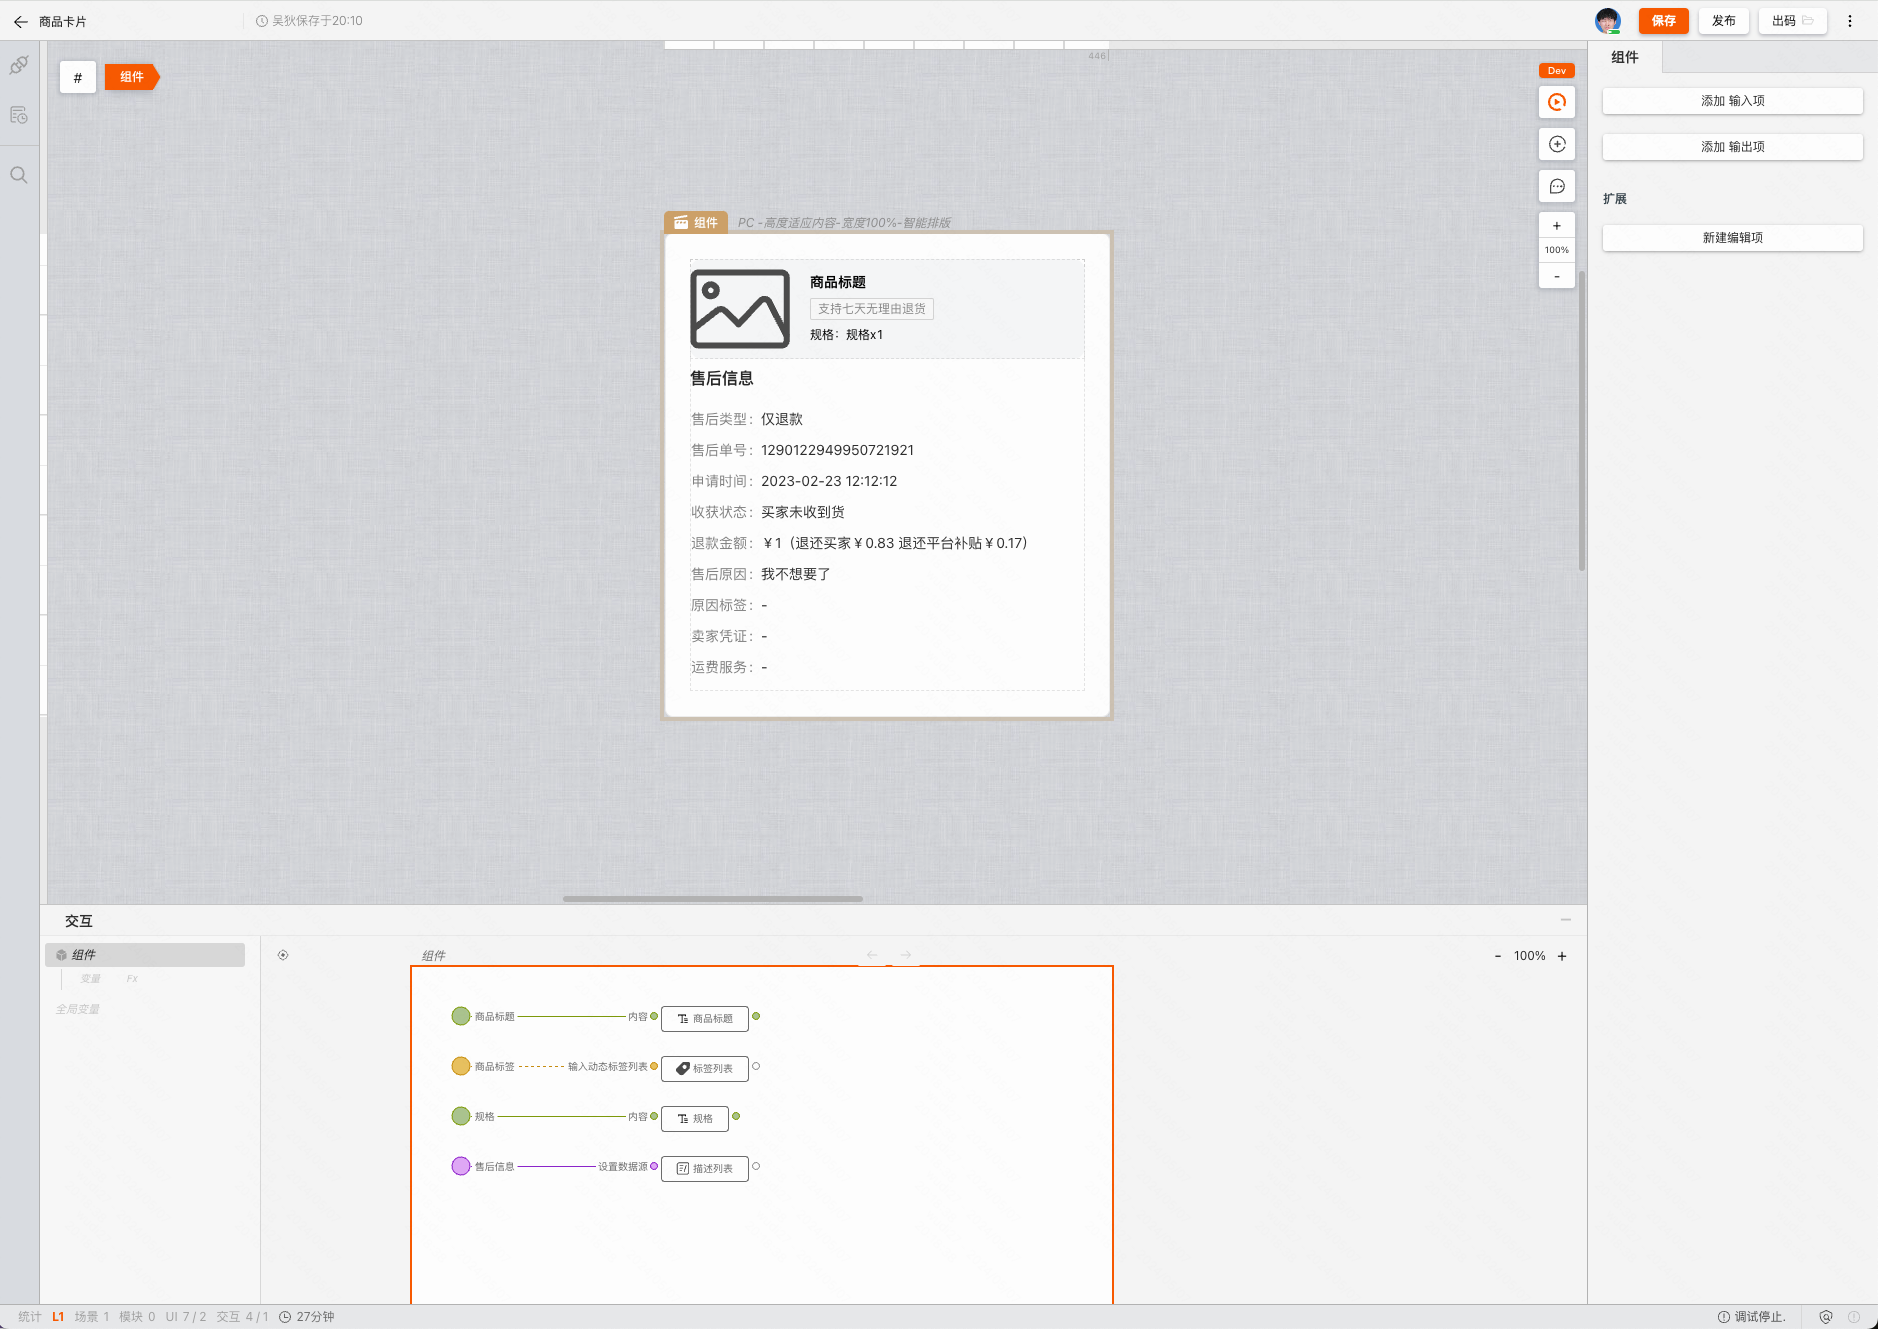 商品卡片
吴狄保存于20:10
保存
发布
出码
#
组件
446
Dev
100%
+
-
组件
添加 输入项
添加 输出项
扩展
新建编辑项
组件
PC -高度适应内容-宽度100%-智能排版
商品标题
支持七天无理由退货
规格：规格x1
售后信息
售后类型：仅退款
售后单号：1290122949950721921
申请时间：2023-02-23 12:12:12
收获状态：买家未收到货
退款金额：￥1（退还买家￥0.83 退还平台补贴￥0.17）
售后原因：我不想要了
原因标签：-
卖家凭证：-
运费服务：-
交互
组件
变量 Fx
全局变量
组件
- 100% +
商品标题 内容 商品标题
商品标签 输入动态标签列表 标签列表
规格 内容 规格
售后信息 设置数据源 描述列表
统计 L1 场景 1 模块 0 UI 7 / 2 交互 4 / 1 27分钟
调试停止.